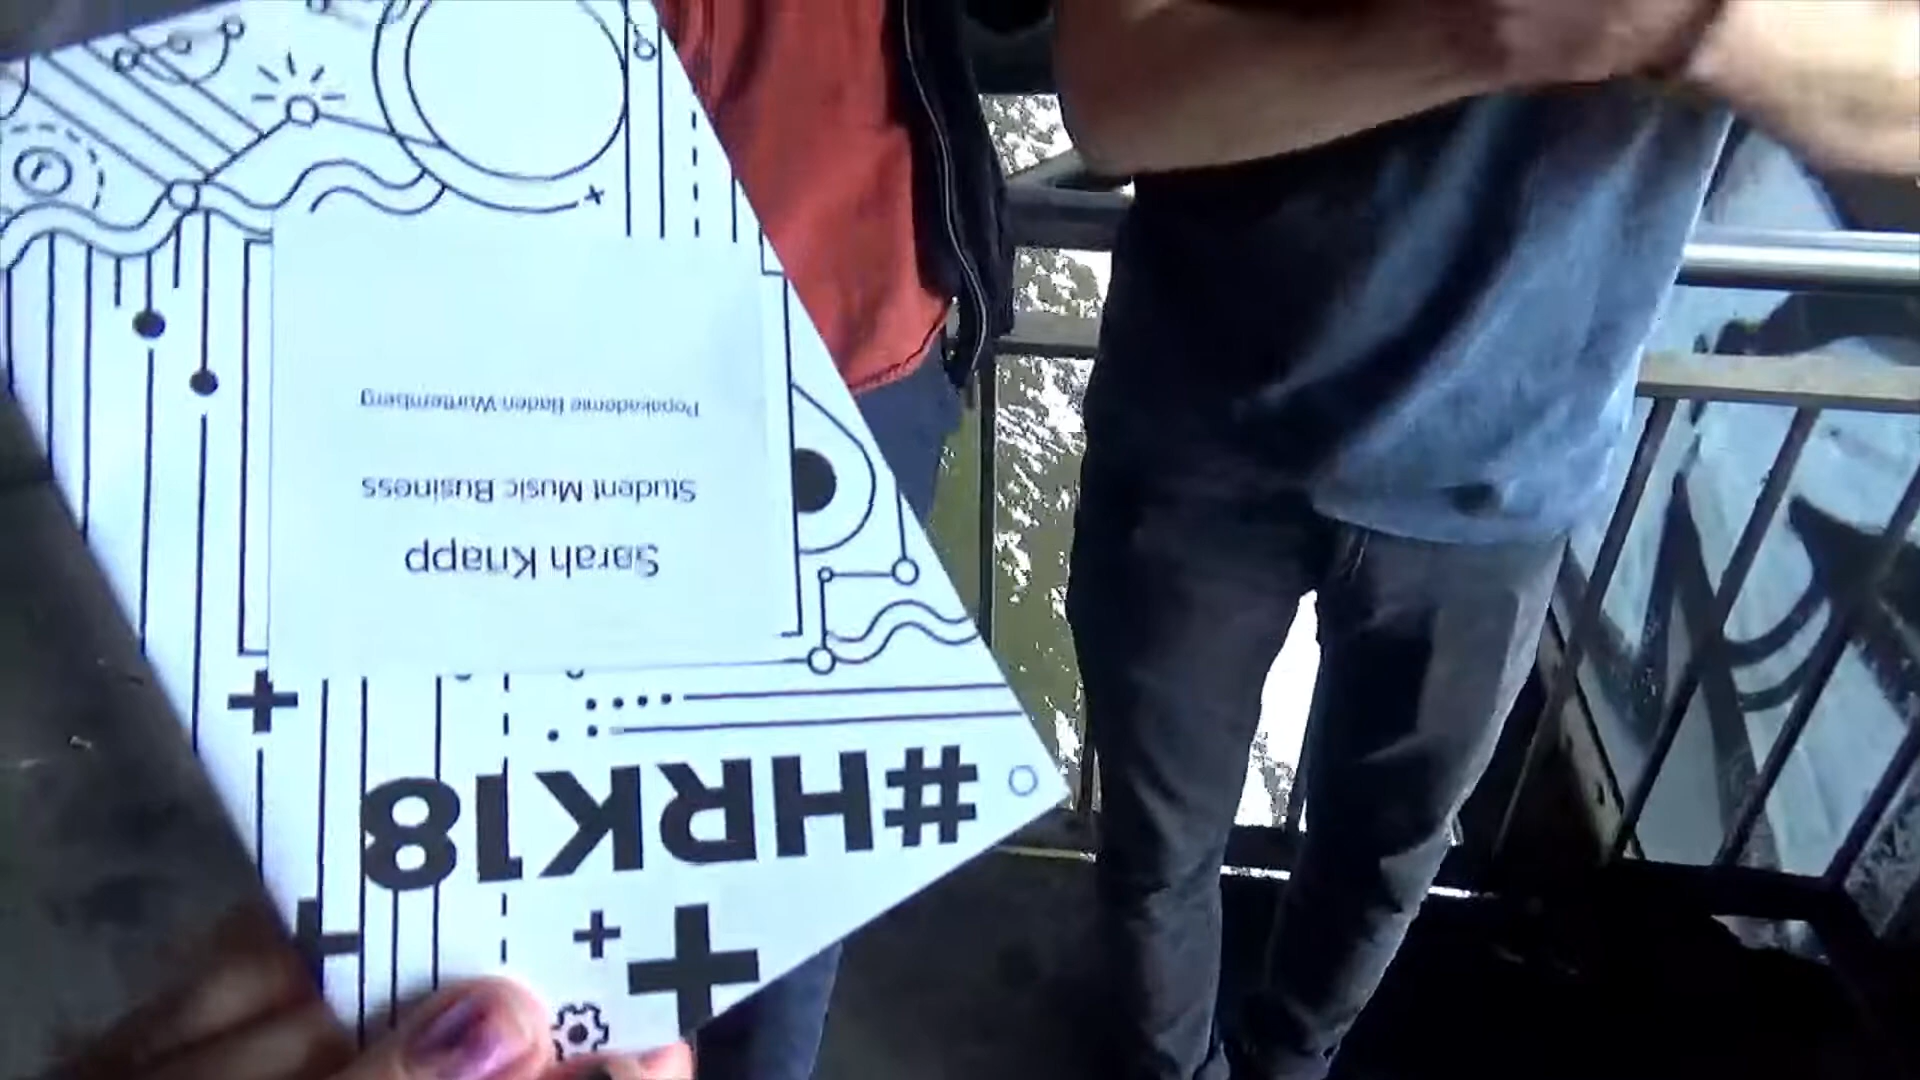 #HRK18
Sarah Knapp
Student Music Business
Popakademie Baden Württemberg